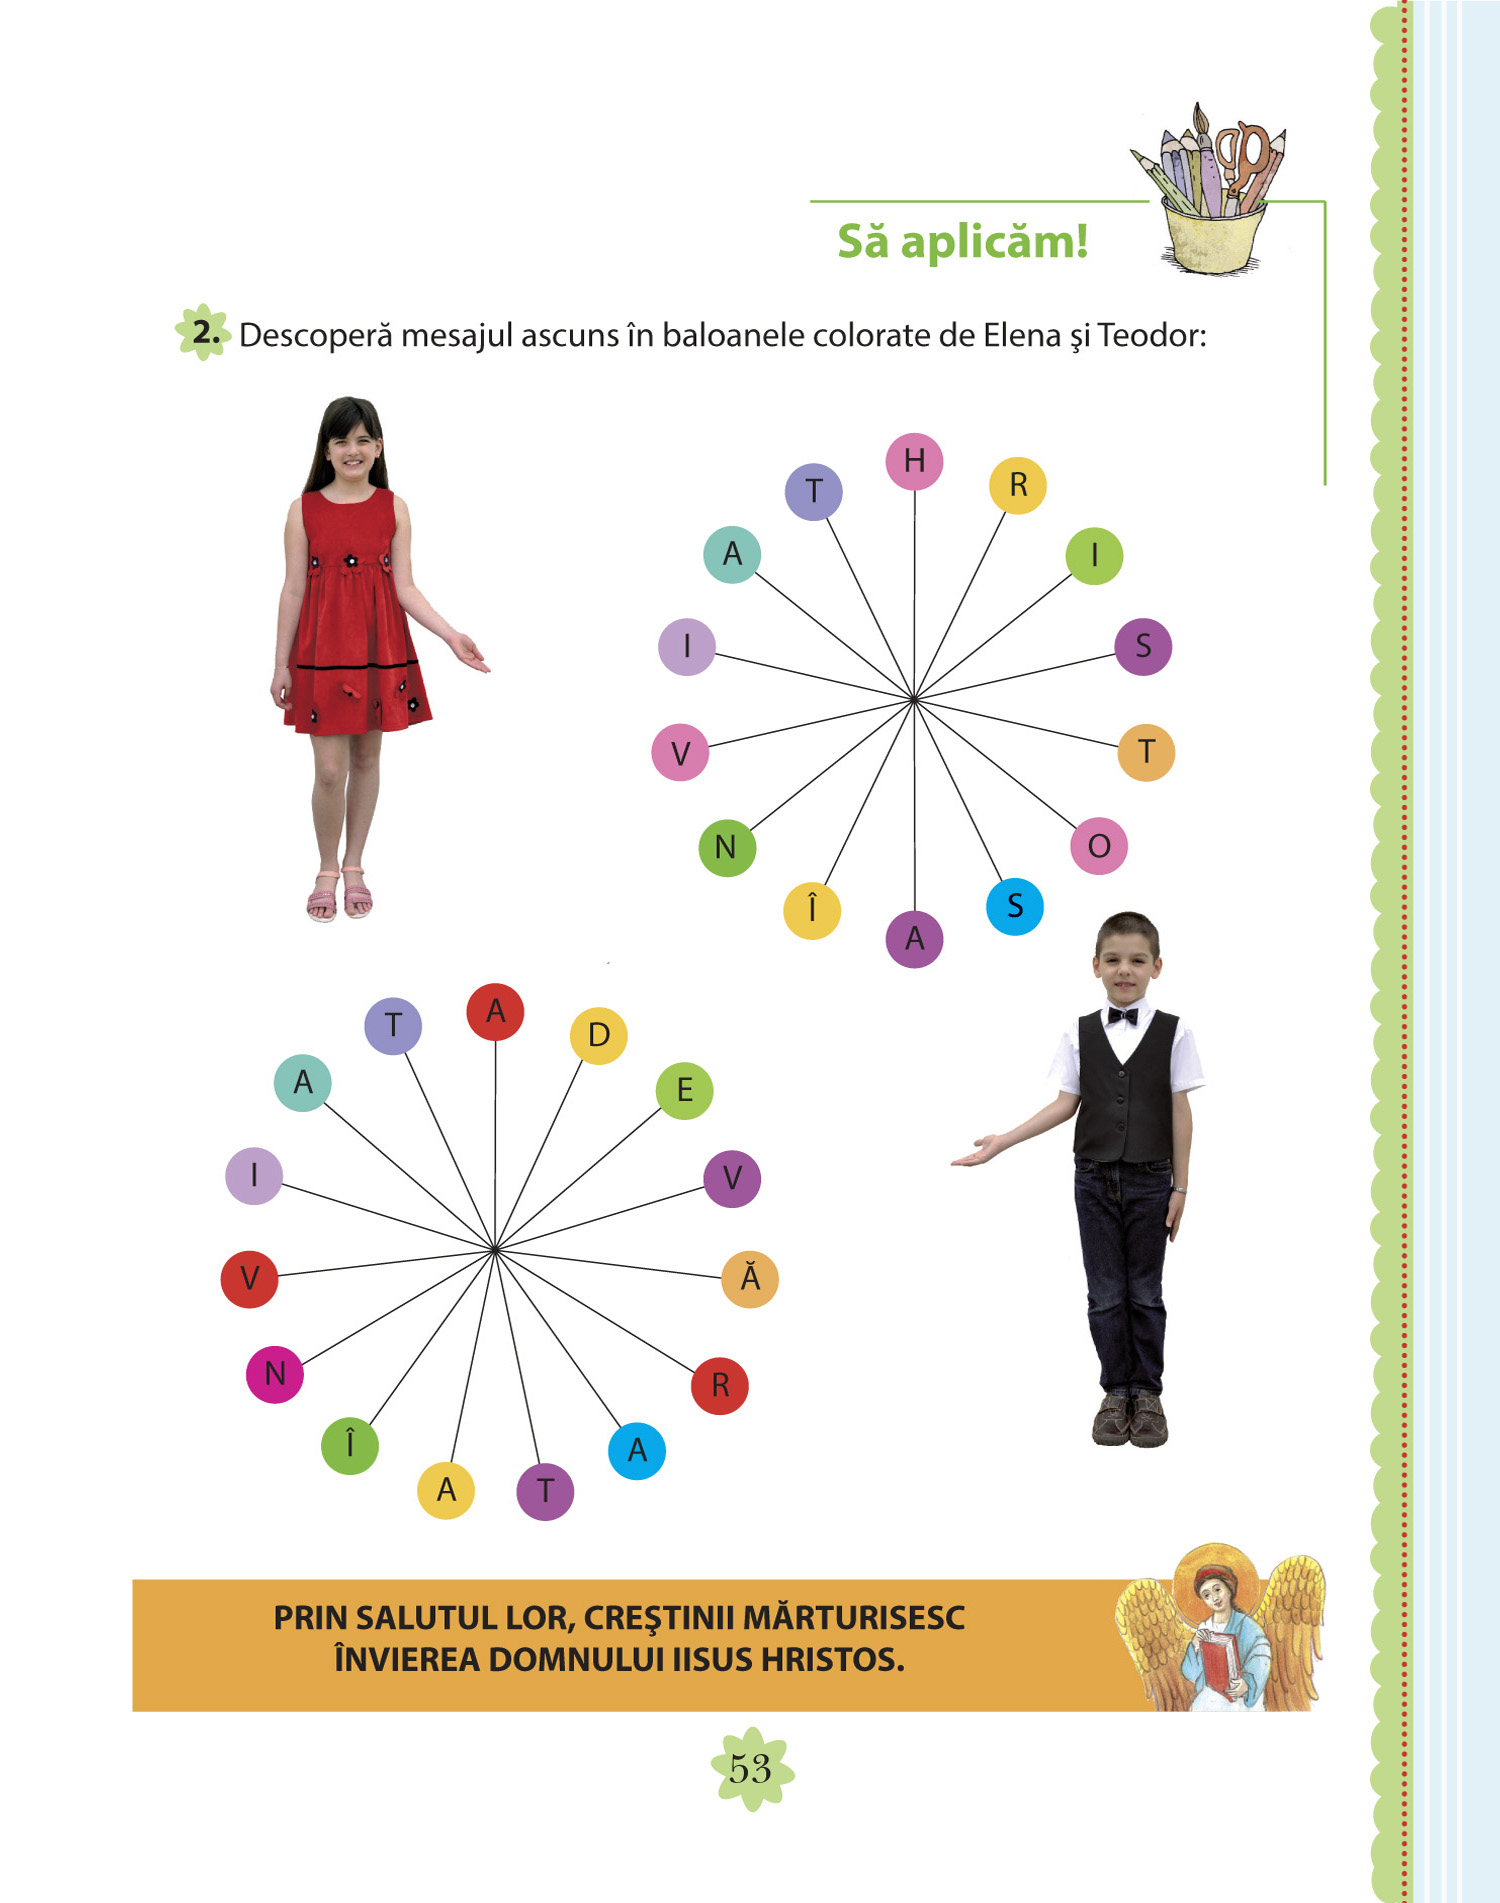 Să aplicăm!
2. Descoperă mesajul ascuns în baloanele colorate de Elena şi Teodor:
H
R
I
S
T
O
S
A
Î
N
V
I
A
T
A
D
E
V
Ă
R
A
T
A
Î
N
V
I
A
T
PRIN SALUTUL LOR, CREŞTINII MĂRTURISESC
ÎNVIEREA DOMNULUI IISUS HRISTOS.
53